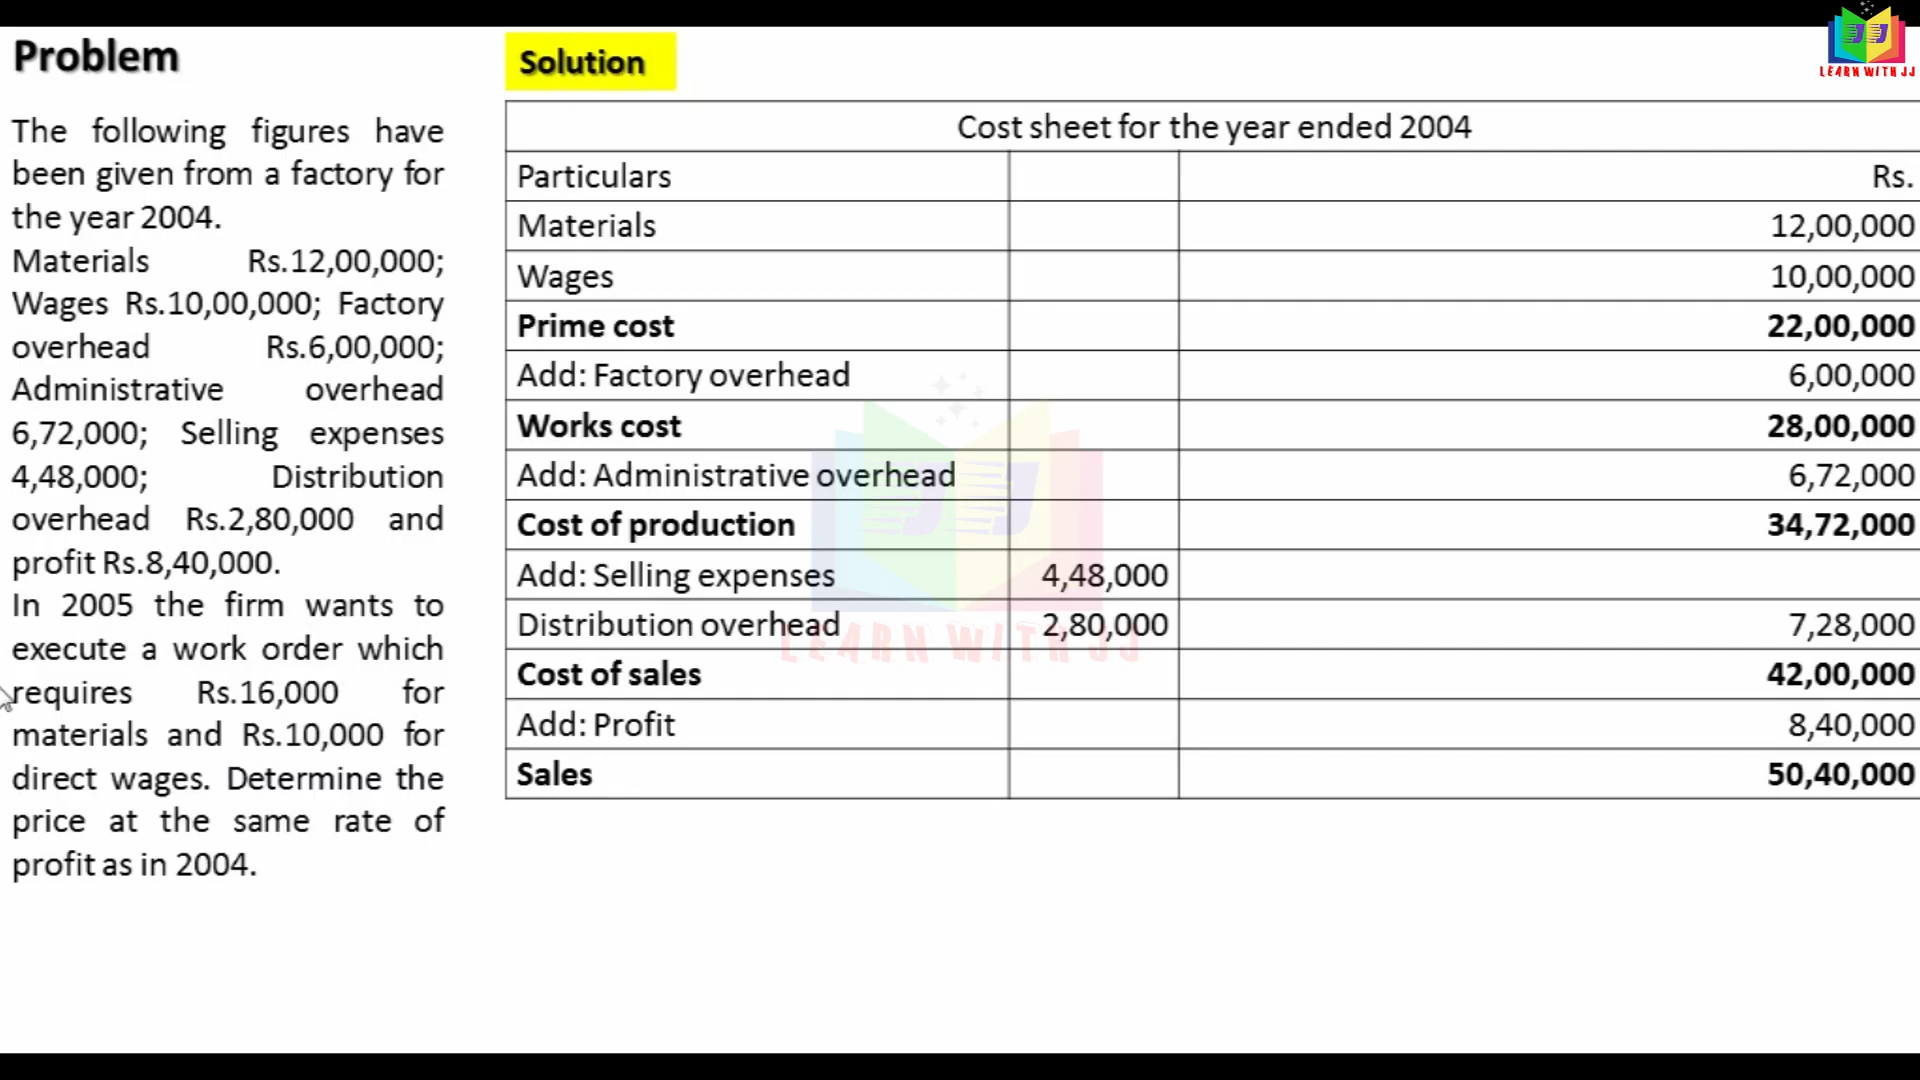 Problem
The following figures have
been given from a factory for
the year 2004.
Materials Rs.12,00,000;
Wages Rs.10,00,000; Factory
overhead Rs.6,00,000;
Administrative overhead
6,72,000; Selling expenses
4,48,000; Distribution
overhead Rs.2,80,000 and
profit Rs.8,40,000.
In 2005 the firm wants to
execute a work order which
requires Rs.16,000 for
materials and Rs.10,000 for
direct wages. Determine the
price at the same rate of
profit as in 2004.
Solution
Cost sheet for the year ended 2004
Particulars Rs.
Materials 12,00,000
Wages 10,00,000
Prime cost 22,00,000
Add: Factory overhead 6,00,000
Works cost 28,00,000
Add: Administrative overhead 6,72,000
Cost of production 34,72,000
Add: Selling expenses 4,48,000
Distribution overhead 2,80,000 7,28,000
Cost of sales 42,00,000
Add: Profit 8,40,000
Sales 50,40,000
JJ
LEARN WITH JJ
JJ
LEARN WITH JJ